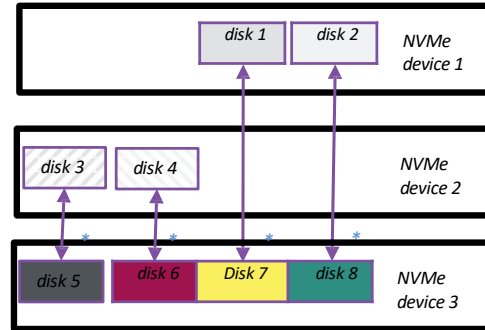 disk 1
disk 2
NVMe
device 1
disk 3
disk 4
NVMe
device 2
*
*
*
*
disk 5
disk 6
Disk 7
disk 8
NVMe
device 3